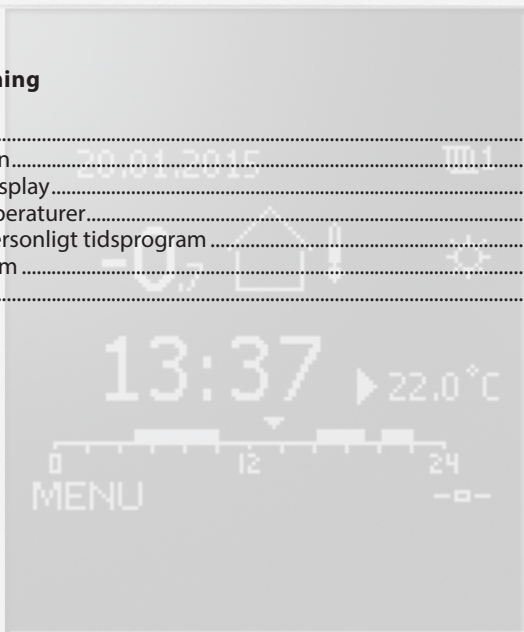 ning
...............................................................
n...............................................................
20.01.2015 1
splay...............................................................
peraturer...............................................................
ersonligt tidsprogram ...............................................................
m ...............................................................
-0,7
...............................................................
13:37 22.0°C
0 12 24
MENU